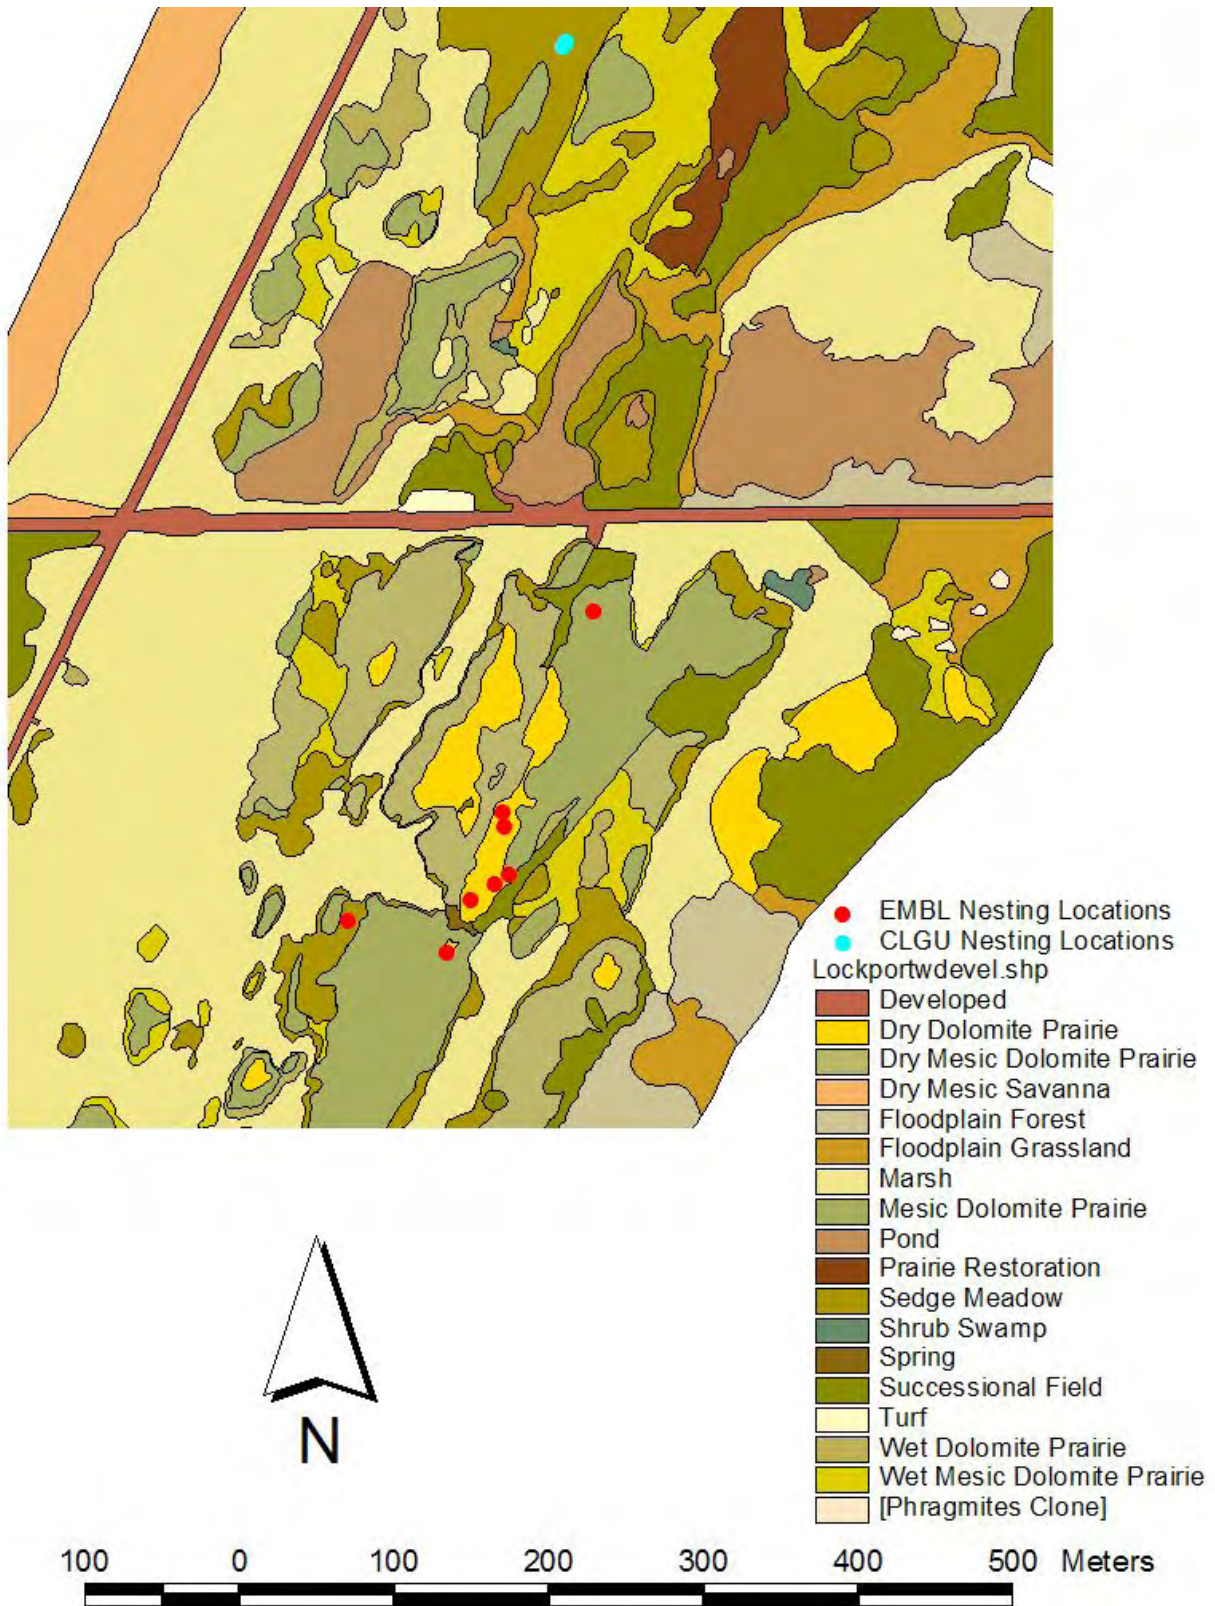 EMBL Nesting Locations
CLGU Nesting Locations
Lockportwdevel.shp
Developed
Dry Dolomite Prairie
Dry Mesic Dolomite Prairie
Dry Mesic Savanna
Floodplain Forest
Floodplain Grassland
Marsh
Mesic Dolomite Prairie
Pond
Prairie Restoration
Sedge Meadow
Shrub Swamp
Spring
Successional Field
Turf
Wet Dolomite Prairie
Wet Mesic Dolomite Prairie
[Phragmites Clone]
N
100 0 100 200 300 400 500 Meters